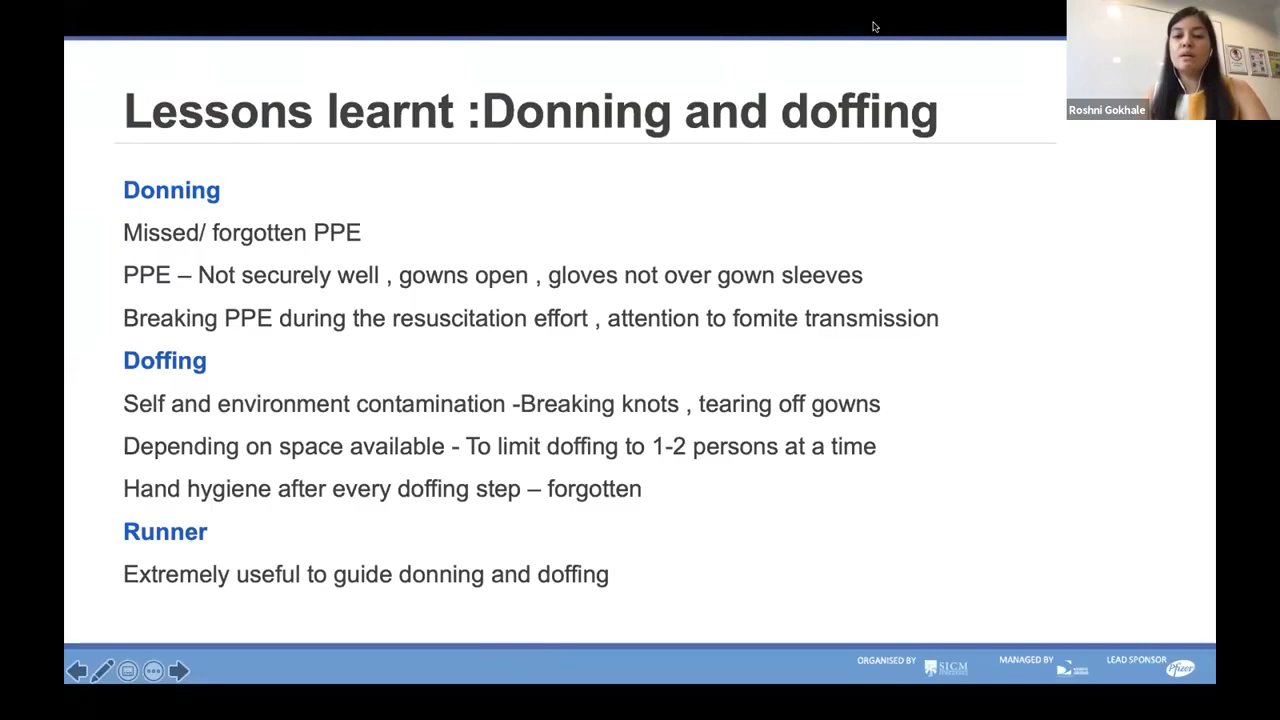 Lessons learnt :Donning and doffing
Roshni Gokhale
Donning
Missed/ forgotten PPE
PPE – Not securely well , gowns open , gloves not over gown sleeves
Breaking PPE during the resuscitation effort , attention to fomite transmission
Doffing
Self and environment contamination -Breaking knots , tearing off gowns
Depending on space available - To limit doffing to 1-2 persons at a time
Hand hygiene after every doffing step – forgotten
Runner
Extremely useful to guide donning and doffing
ORGANISED BY
SICM
MANAGED BY
LEAD SPONSOR
Pfizer